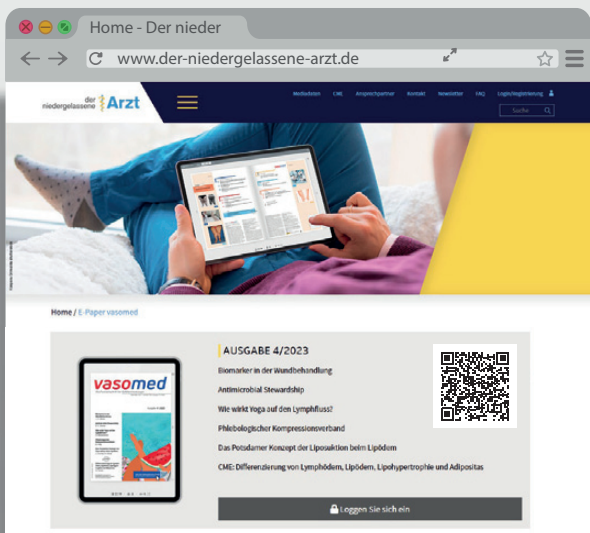 Home - Der nieder
www.der-niedergelassene-arzt.de
der
niedergelassene Arzt
Mediadaten CME Ansprechpartner Kontakt Newsletter FAQ Login/Registrierung
Suche
Home / E-Paper vasomed
AUSGABE 4/2023
Biomarker in der Wundbehandlung
Antimicrobial Stewardship
Wie wirkt Yoga auf den Lymphfluss?
Phlebologischer Kompressionsverband
Das Potsdamer Konzept der Liposuktion beim Lipödem
CME: Differenzierung von Lymphödem, Lipödem, Lipohypertrophie und Adipositas
vasomed
Loggen Sie sich ein